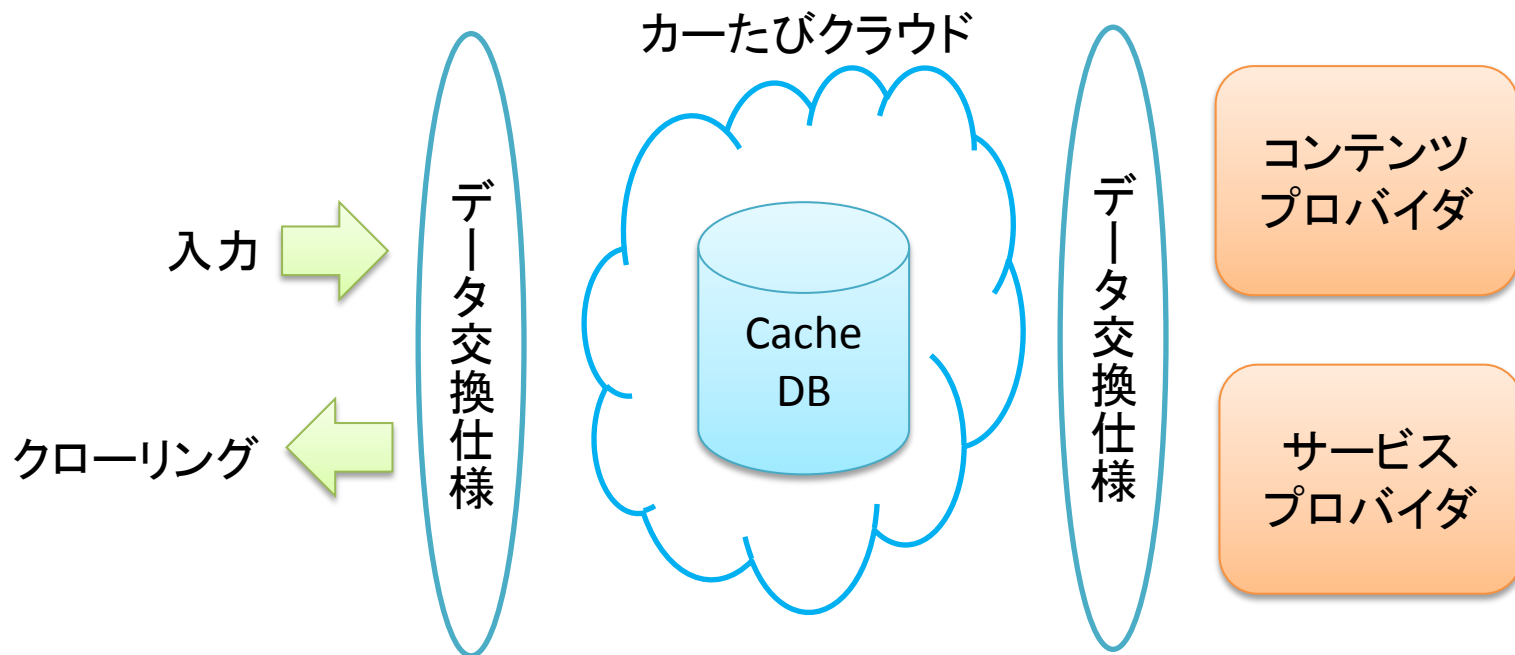 カーたびクラウド
入力
クローリング
データ交換仕様
Cache
DB
データ交換仕様
コンテンツ
プロバイダ
サービス
プロバイダ